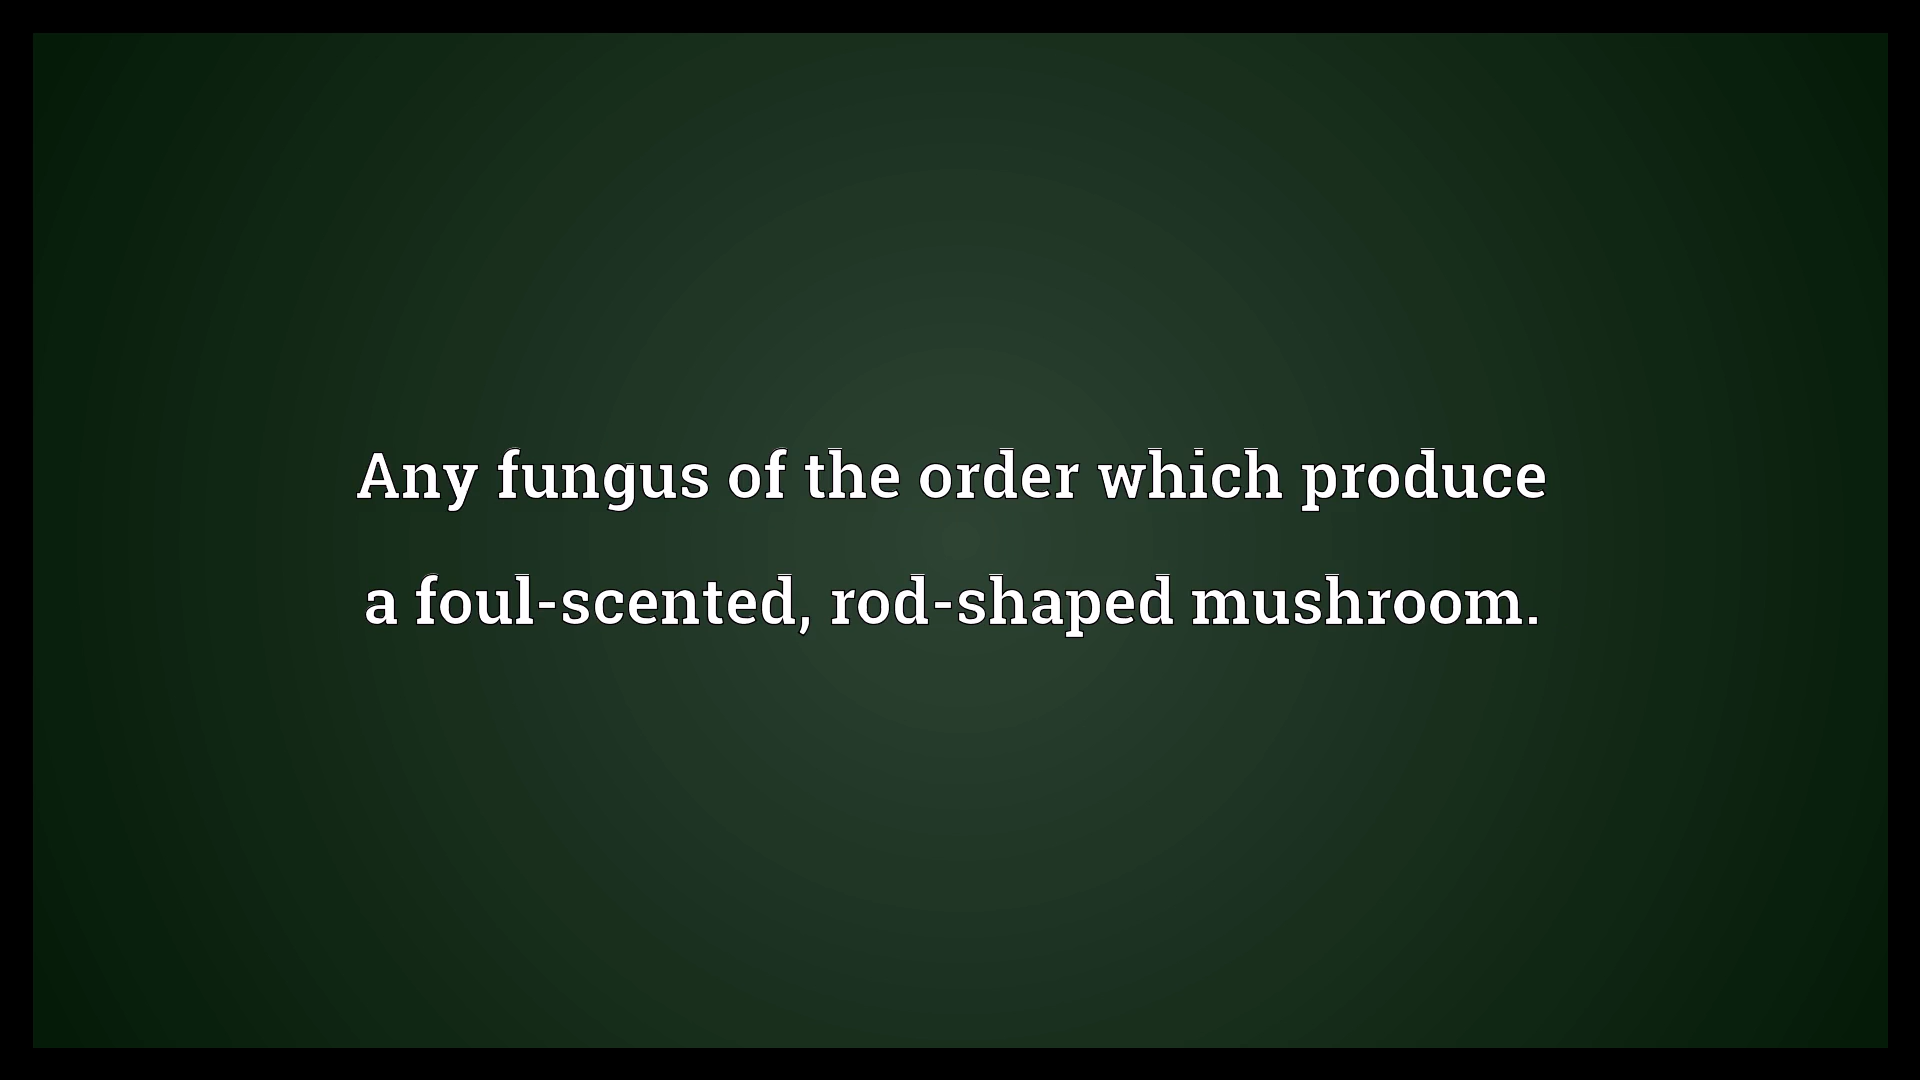 Any fungus of the order which produce
a foul-scented, rod-shaped mushroom.